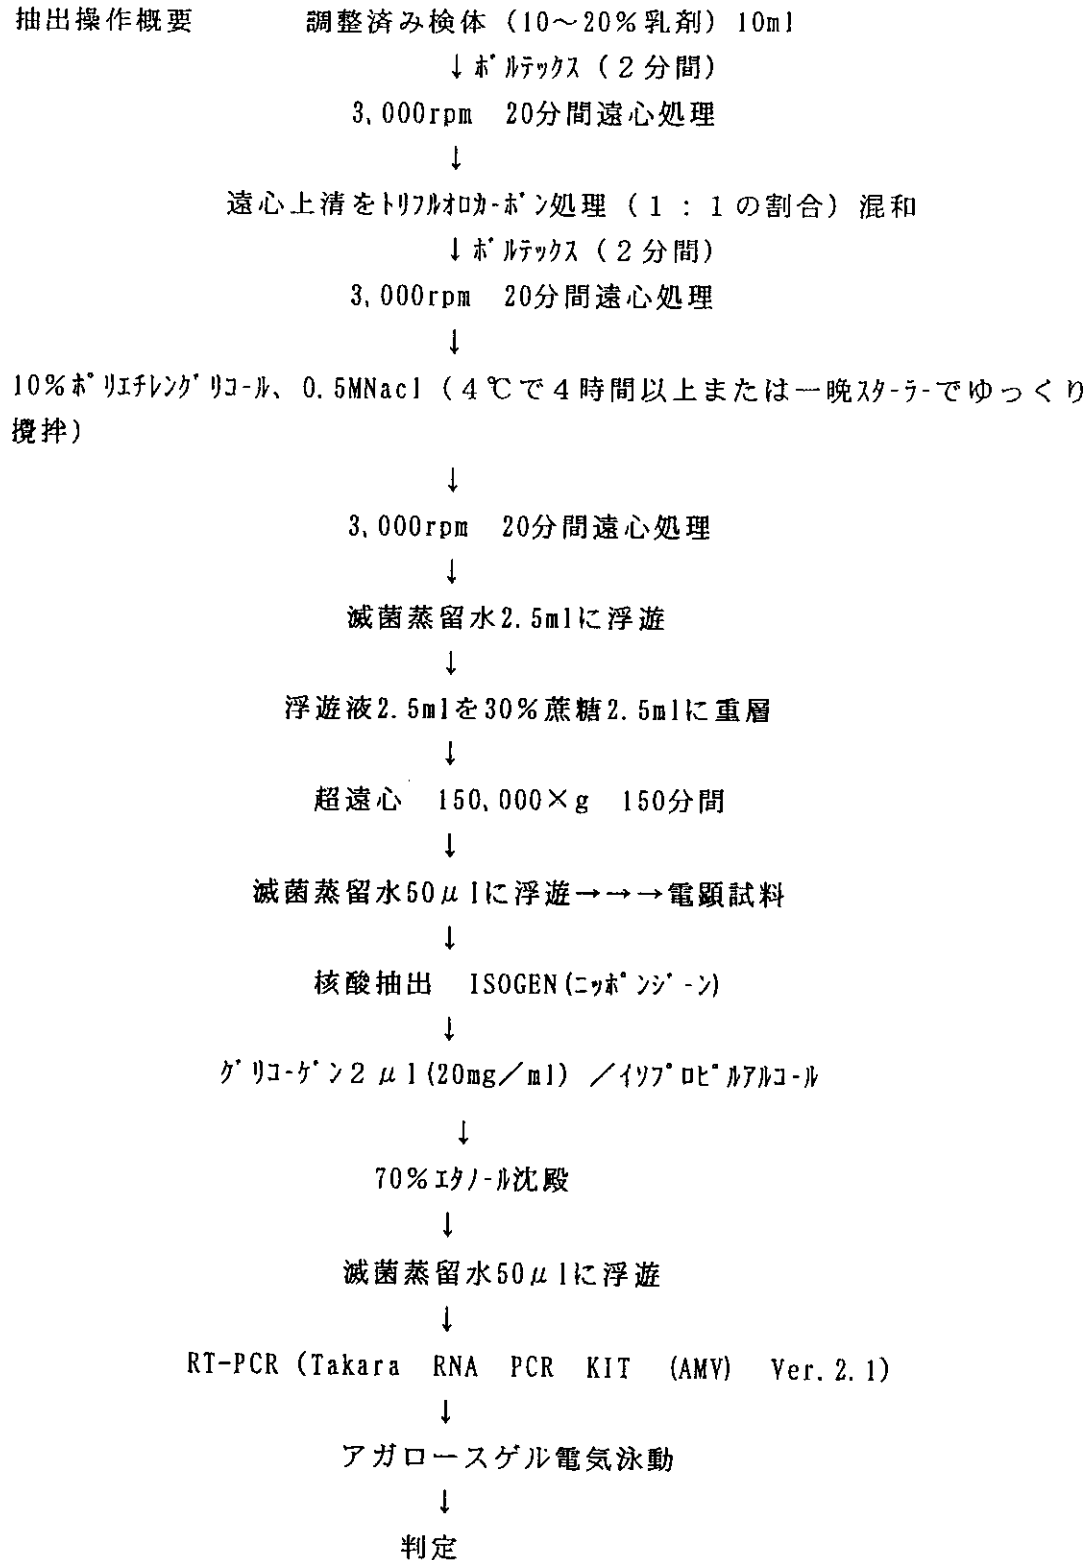 抽出操作概要　　　調整済み検体（10～20％乳剤）10ml
↓ﾎﾞﾙﾃｯｸｽ（２分間）
3,000rpm　20分間遠心処理
↓
遠心上清をﾄﾘﾌﾙｵﾛｶｰﾎﾞﾝ処理（１：１の割合）混和
↓ﾎﾞﾙﾃｯｸｽ（２分間）
3,000rpm　20分間遠心処理
↓
10％ﾎﾟﾘｴﾁﾚﾝｸﾞﾘｺｰﾙ、0.5MNacl（４℃で４時間以上または一晩ｽﾀｰﾗｰでゆっくり
攪拌）
↓
3,000rpm　20分間遠心処理
↓
滅菌蒸留水2.5mlに浮遊
↓
浮遊液2.5mlを30％蔗糖2.5mlに重層
↓
超遠心　150,000×g　150分間
↓
滅菌蒸留水50μlに浮遊→→→電顕試料
↓
核酸抽出　ISOGEN(ﾆｯﾎﾟﾝｼﾞｰﾝ)
↓
ｸﾞﾘｺｰｹﾞﾝ２μl(20mg／ml)　／ｲｿﾌﾟﾛﾋﾟﾙｱﾙｺｰﾙ
↓
70％ｴﾀﾉｰﾙ沈殿
↓
滅菌蒸留水50μlに浮遊
↓
RT-PCR(Takara　RNA　PCR　KIT　(AMV)　Ver.2.1)
↓
アガロースゲル電気泳動
↓
判定